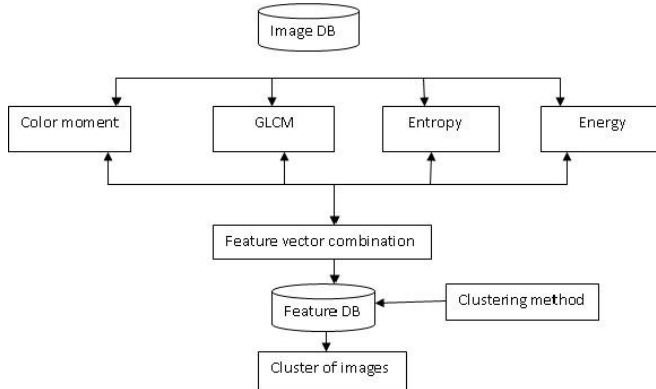 Image DB
Color moment
GLCM
Entropy
Energy
Feature vector combination
Feature DB
Clustering method
Cluster of images